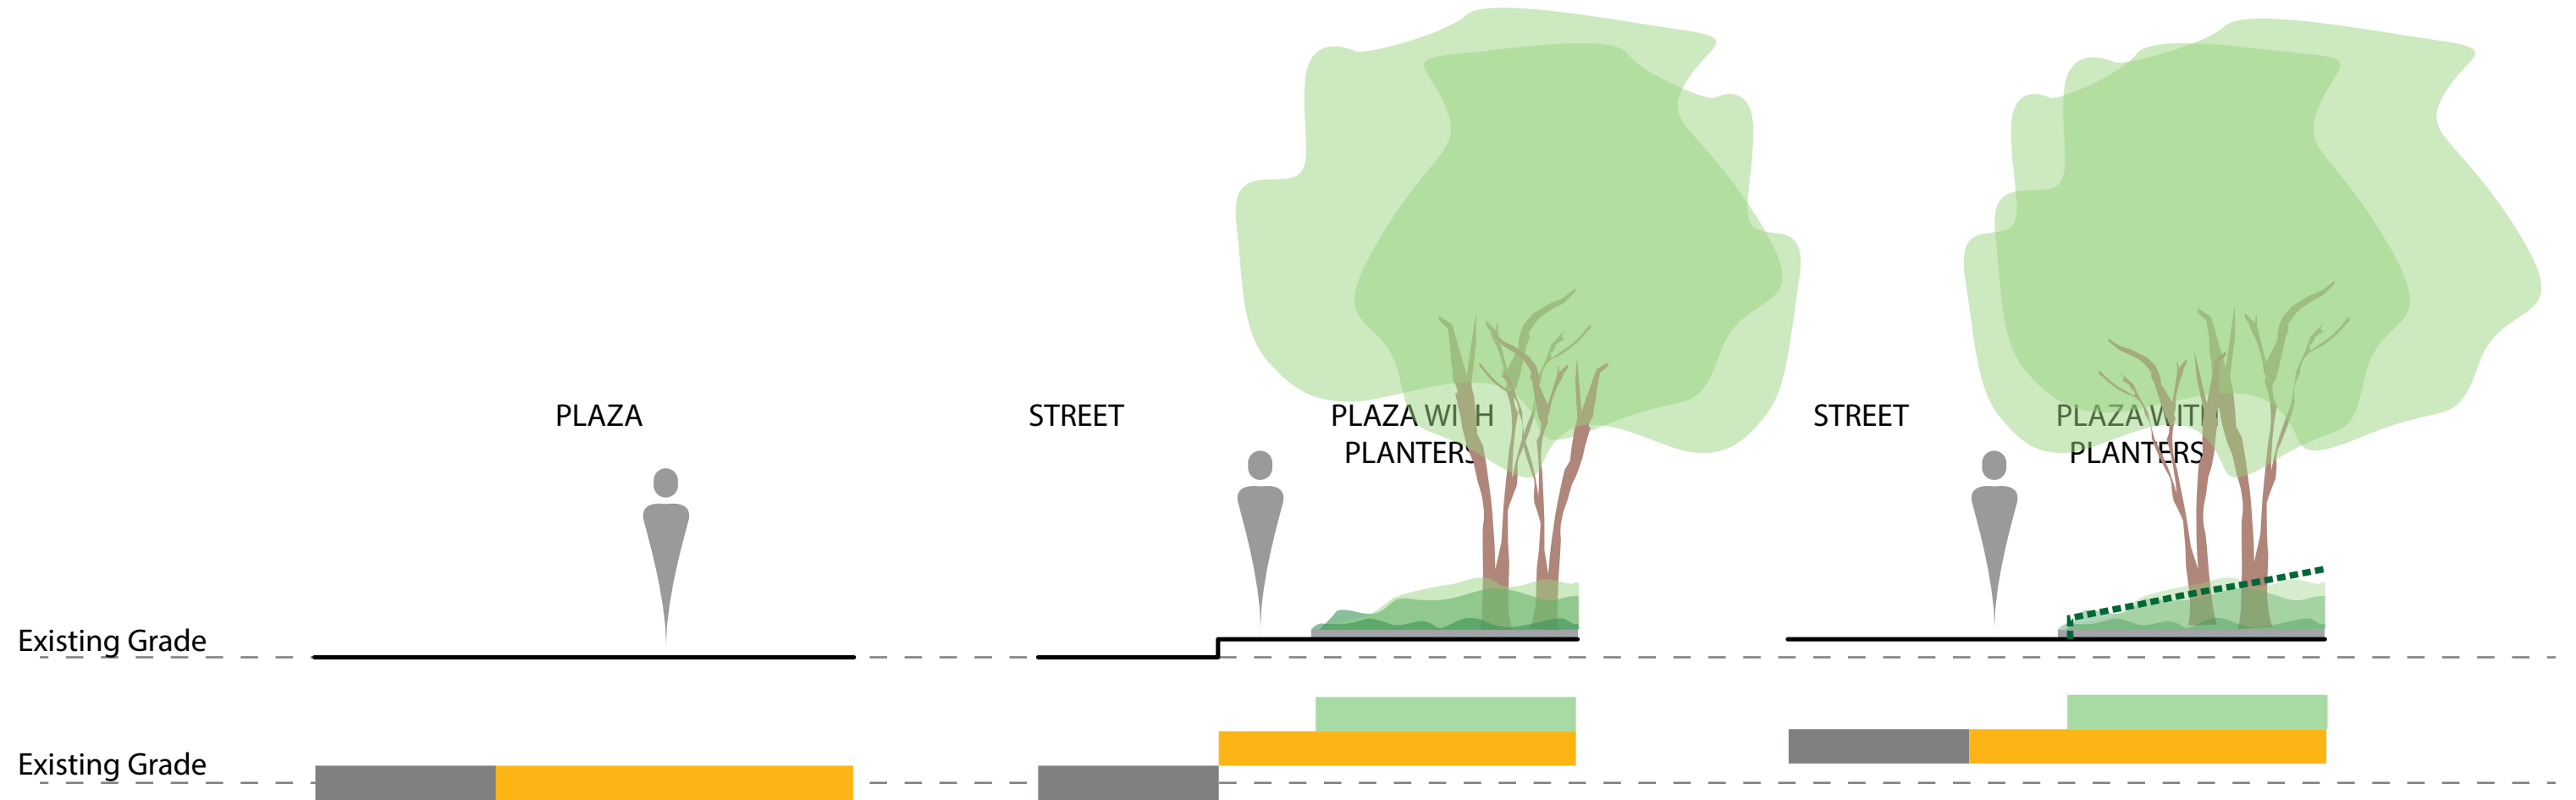 PLAZA
STREET
PLAZA WITH
PLANTERS
STREET
PLAZA WITH
PLANTERS
Existing Grade
Existing Grade